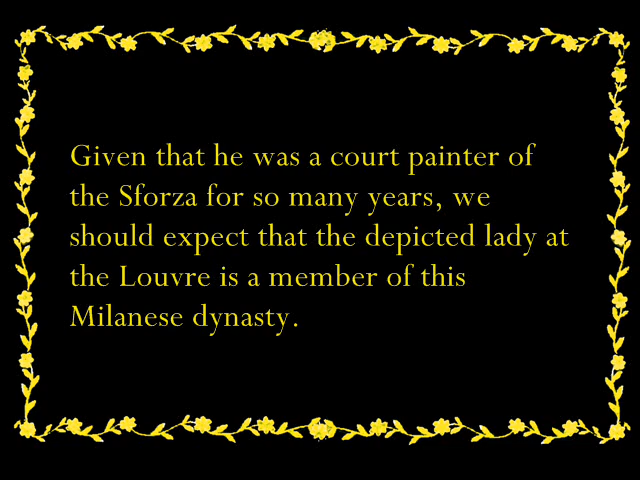 Given that he was a court painter of
the Sforza for so many years, we
should expect that the depicted lady at
the Louvre is a member of this
Milanese dynasty.